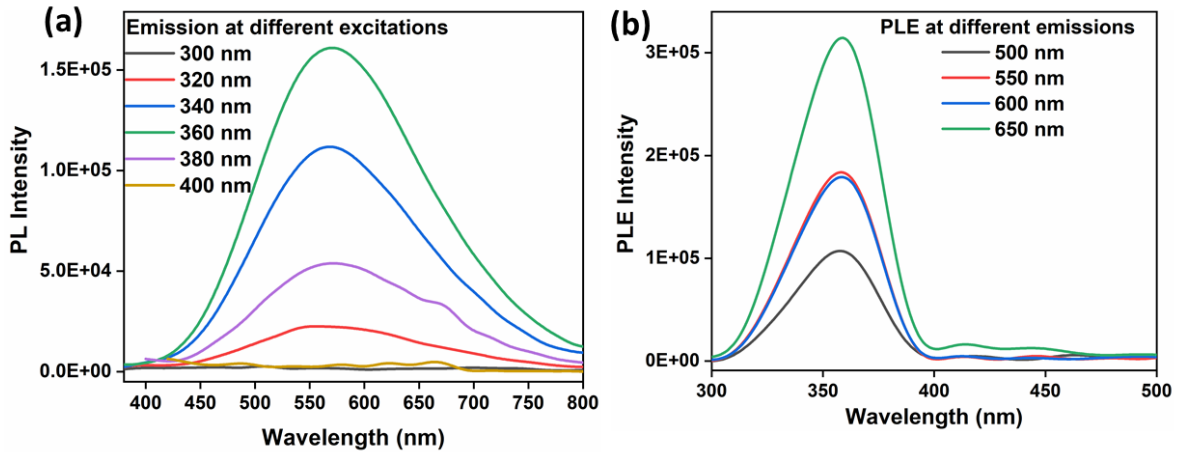 (a)
Emission at different excitations
300 nm
320 nm
340 nm
360 nm
380 nm
400 nm
PL Intensity
1.5E+05
1.0E+05
5.0E+04
0.0E+00
400 450 500 550 600 650 700 750 800
Wavelength (nm)
(b)
PLE at different emissions
500 nm
550 nm
600 nm
650 nm
PLE Intensity
3E+05
2E+05
1E+05
0E+00
300 350 400 450 500
Wavelength (nm)